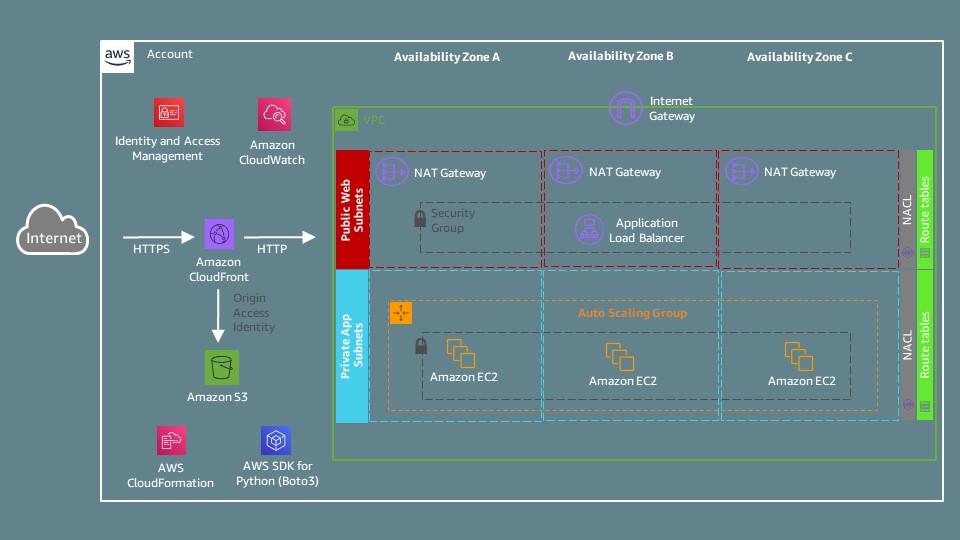 aws
Account
Availability Zone A
Availability Zone B
Availability Zone C
Internet
Gateway
Identity and Access
Management
Amazon
CloudWatch
VPC
Public Web
Subnets
NAT Gateway
NAT Gateway
NAT Gateway
Security
Group
Application
Load Balancer
NACL
Route tables
Internet
HTTPS
HTTP
Amazon
CloudFront
Origin
Access
Identity
Amazon S3
Private App
Subnets
Auto Scaling Group
Amazon EC2
Amazon EC2
Amazon EC2
NACL
Route tables
AWS
CloudFormation
AWS SDK for
Python (Boto3)